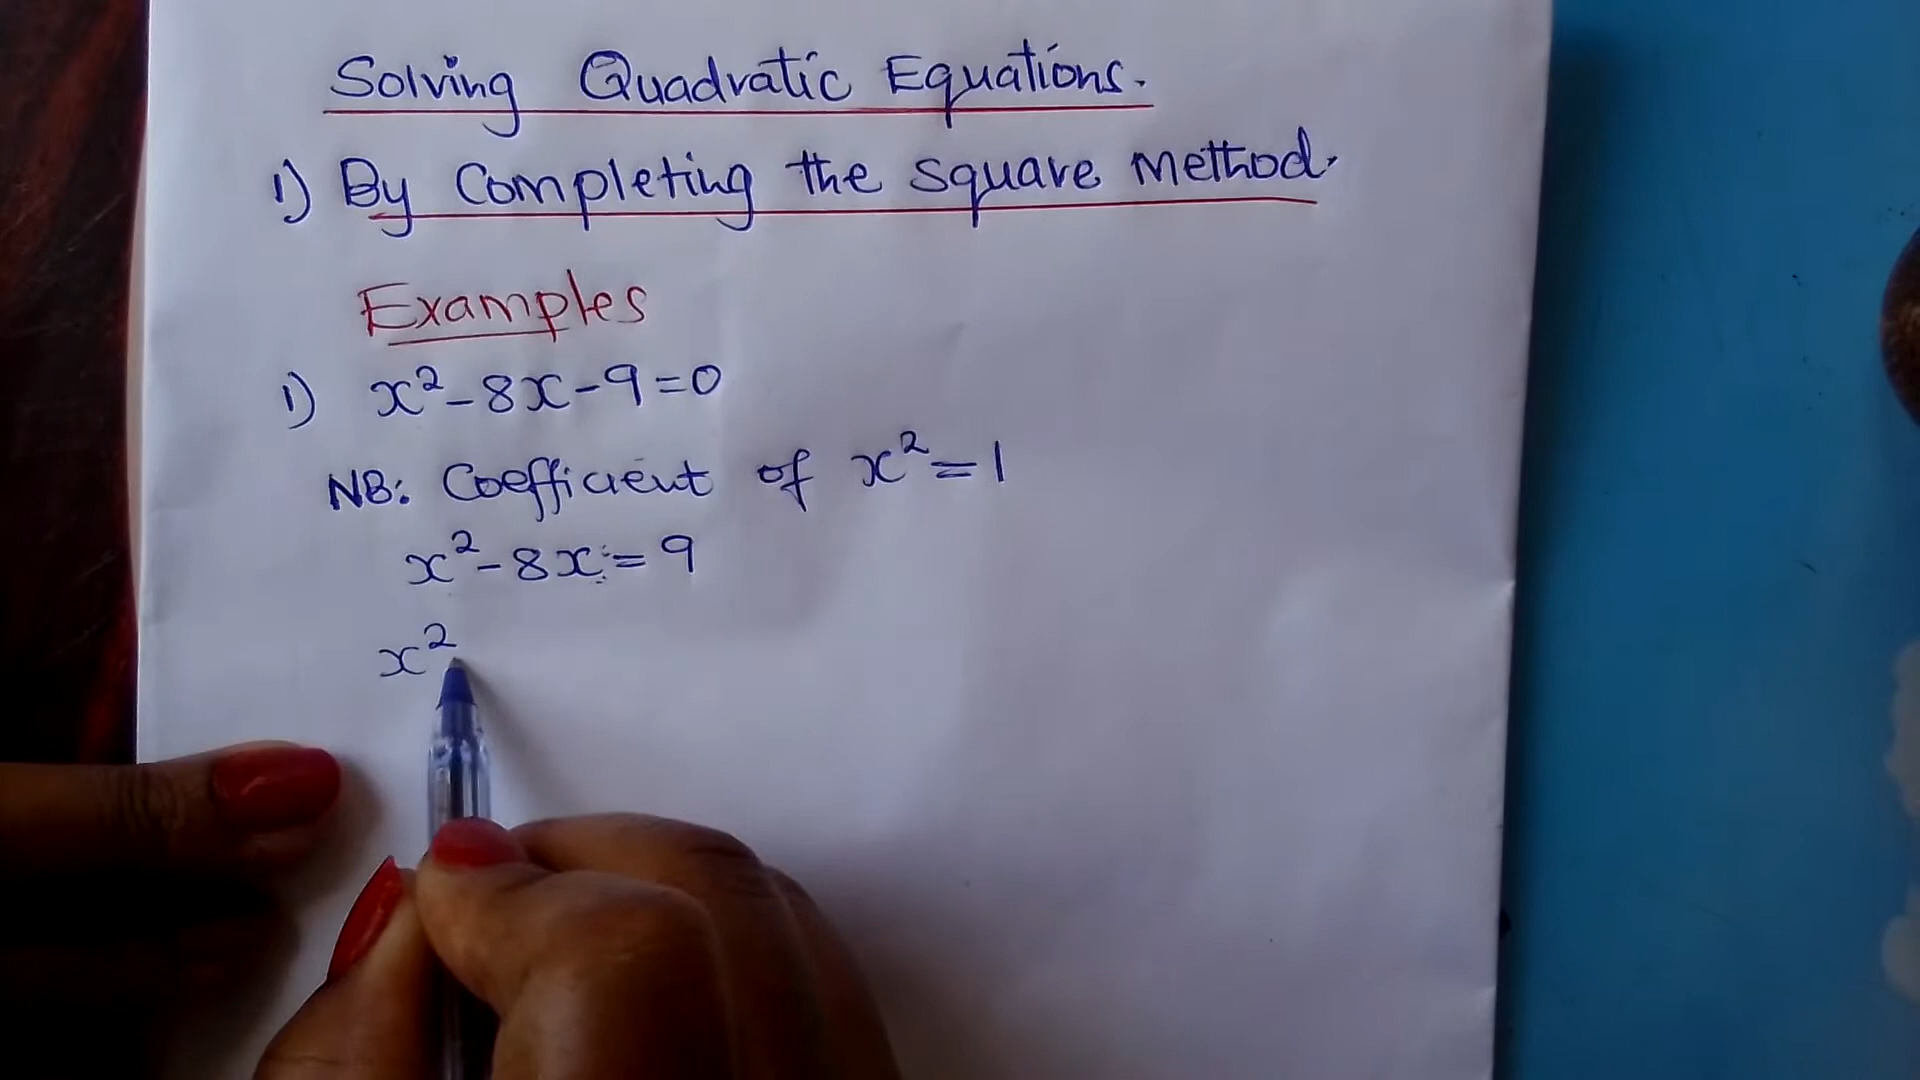 Solving Quadratic Equations.
1) By Completing the square Method.
Examples
1) x²-8x-9=0
NB: Coefficient of x²=1
x²-8x=9
x²